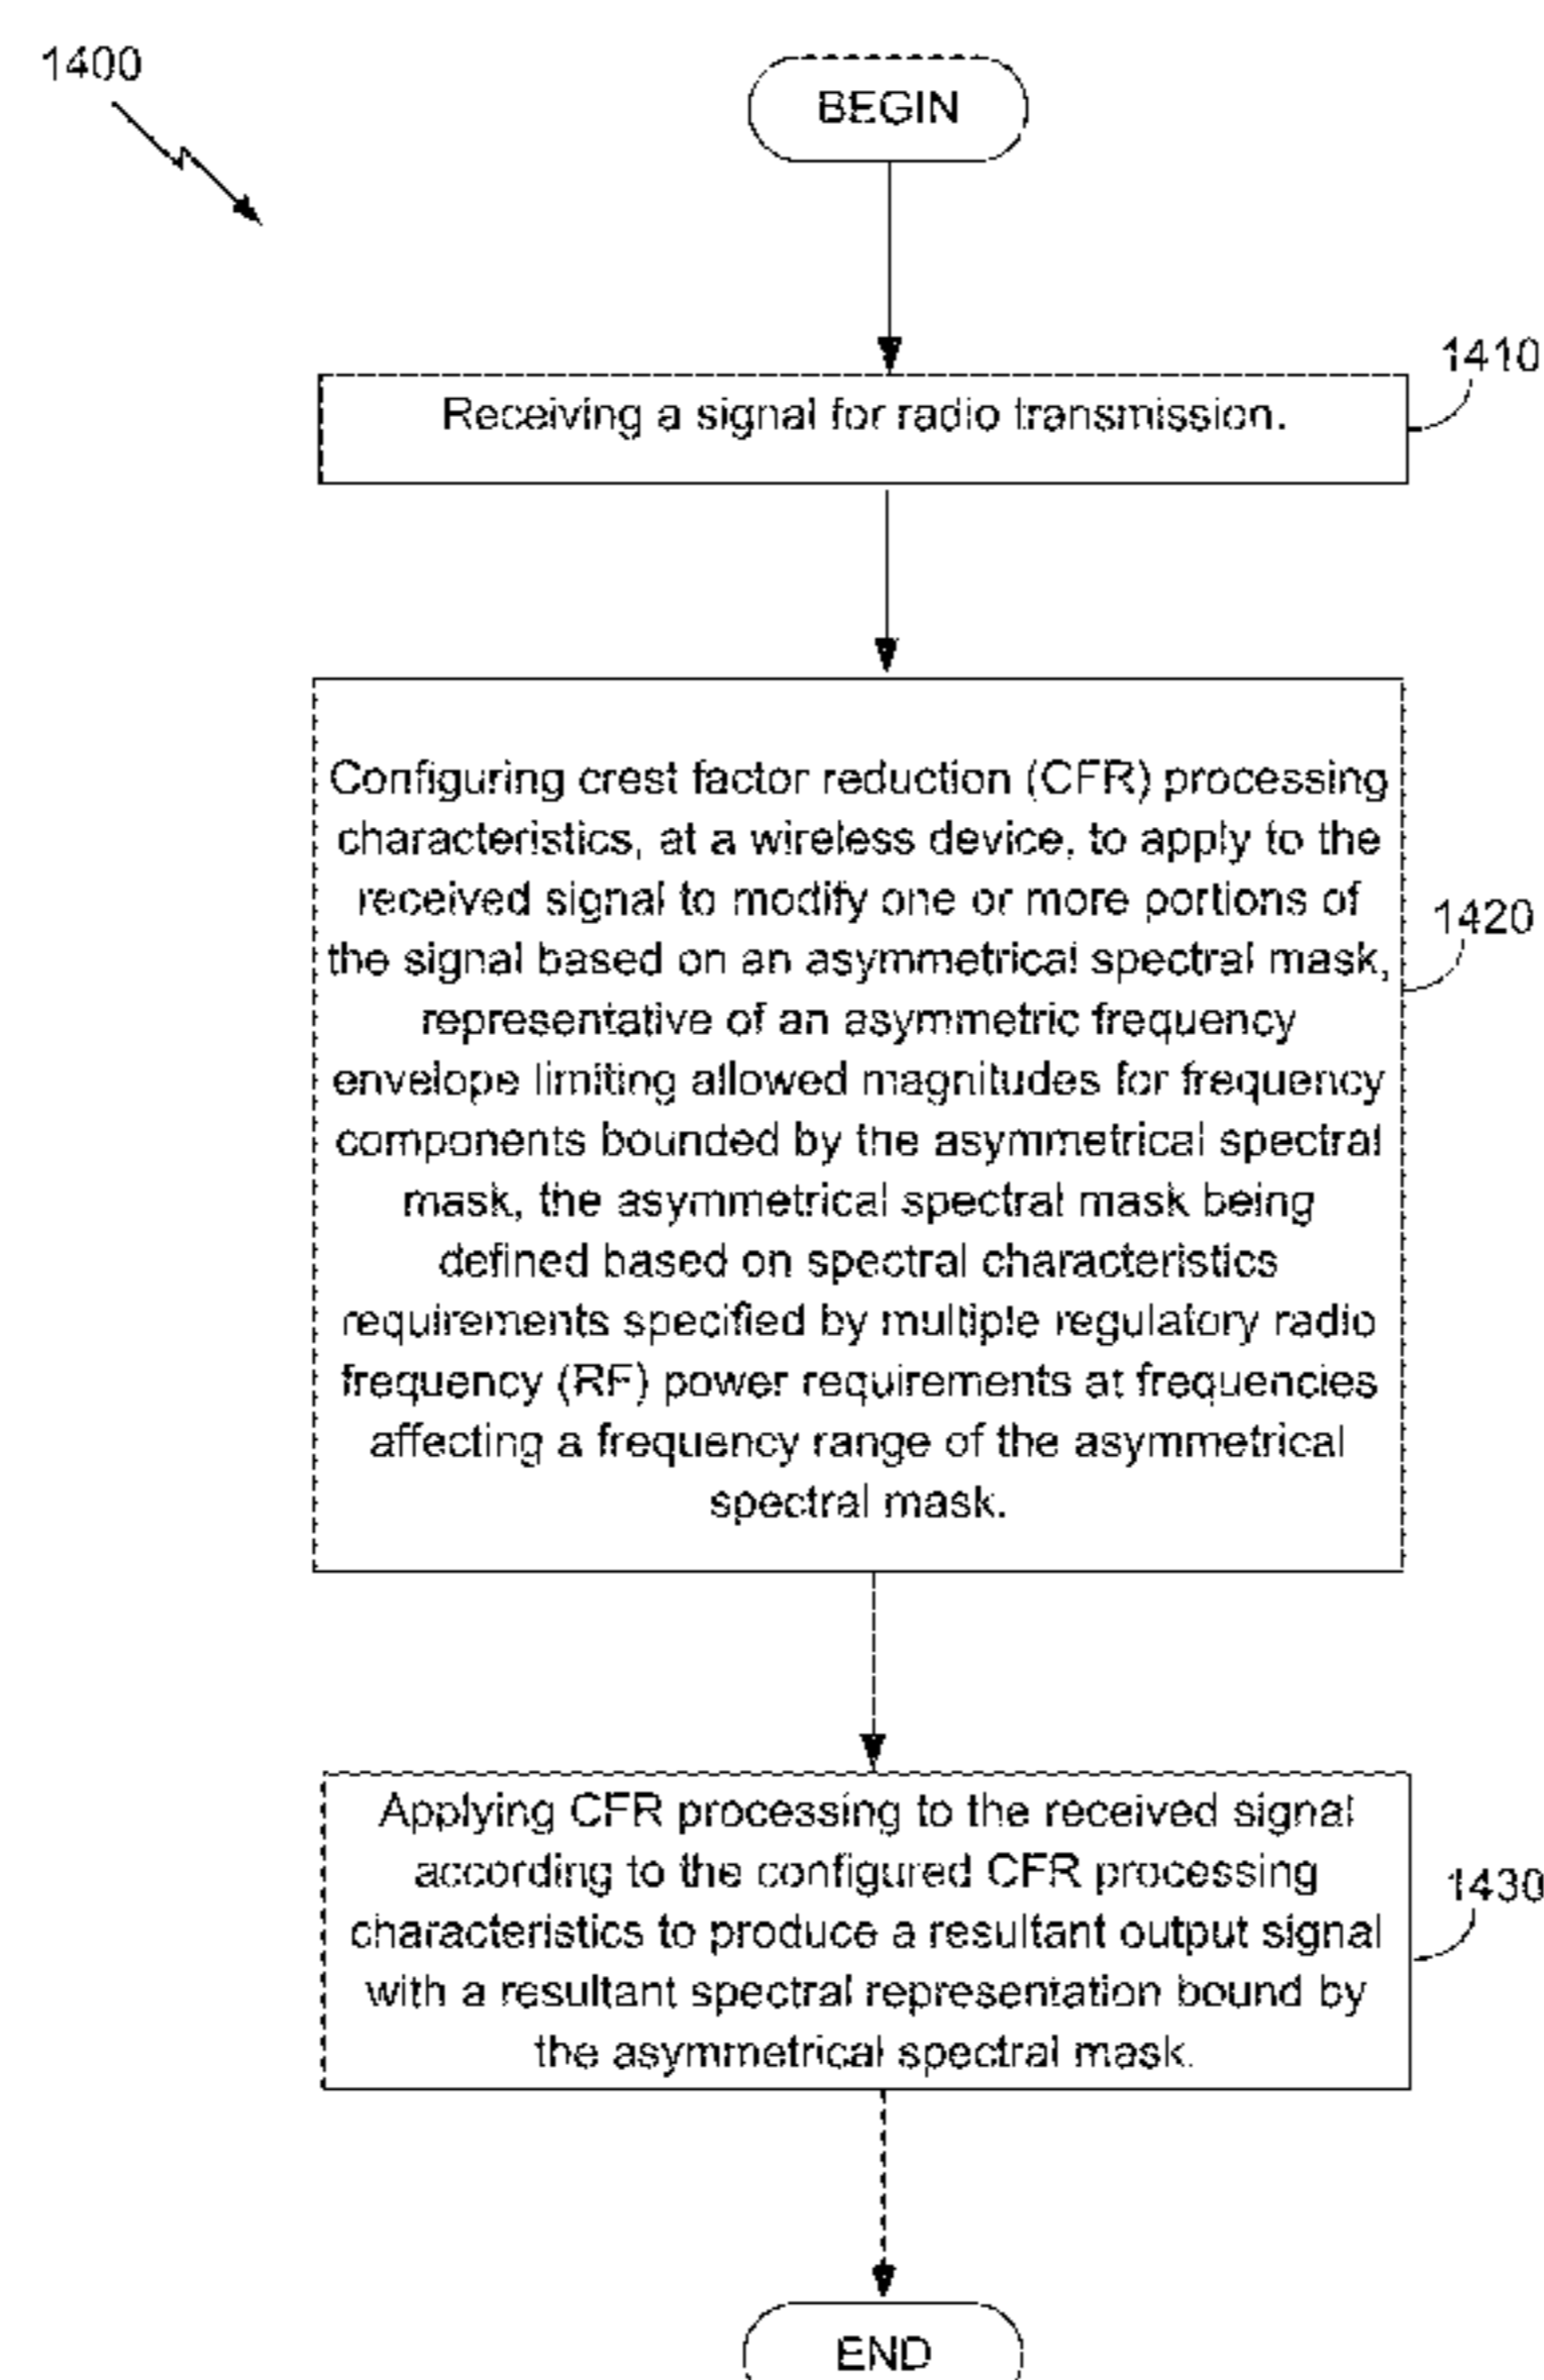 1400
BEGIN
1410
Receiving a signal for radio transmission.
Configuring crest factor reduction (CFR) processing
characteristics, at a wireless device, to apply to the
received signal to modify one or more portions of
1420
the signal based on an asymmetrical spectral mask,
representative of an asymmetric frequency
envelope limiting allowed magnitudes for frequency
components bounded by the asymmetrical spectral
mask, the asymmetrical spectral mask being
defined based on spectral characteristics
requirements specified by multiple regulatory radio
frequency (RF) power requirements at frequencies
affecting a frequency range of the asymmetrical
spectral mask.
Applying CFR processing to the received signal
according to the configured CFR processing
1430
characteristics to produce a resultant output signal
with a resultant spectral representation bound by
the asymmetrical spectral mask.
END